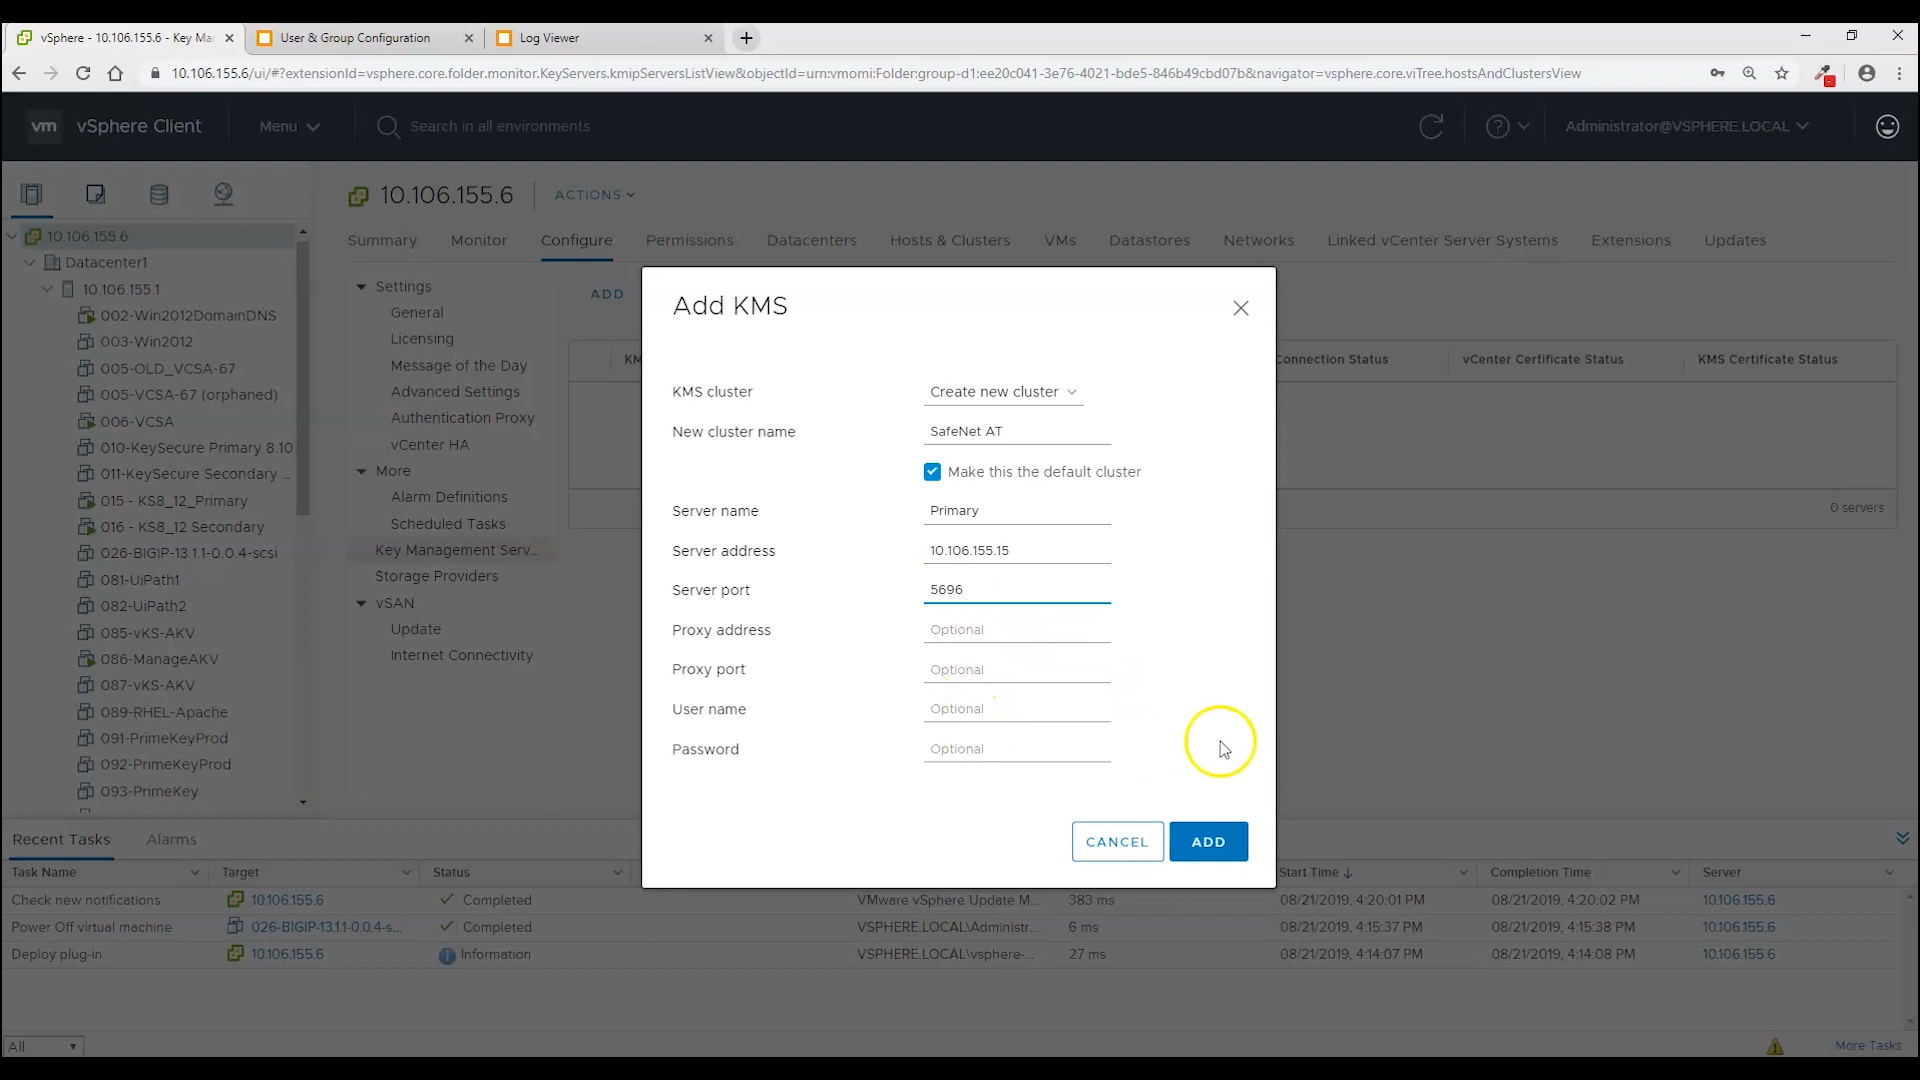 vSphere - 10.106.155.6 - Key Ma
User & Group Configuration
Log Viewer
10.106.155.6/ui/#?extensionId=vsphere.core.folder.monitor.KeyServers.kmipServersListView&objectId=urn:vmomi:Folder:group-d1:ee20c041-3e76-4021-bde5-846b49cbd07b&navigator=vsphere.core.viTree.hostsAndClustersView
vm vSphere Client
Menu
Search in all environments
Administrator@VSPHERE.LOCAL
10.106.155.6
Datacenter1
10.106.155.1
002-Win2012DomainDNS
003-Win2012
005-OLD_VCSA-67
005-VCSA-67 (orphaned)
006-VCSA
010-KeySecure Primary 8.10
011-KeySecure Secondary ...
015 - KS8_12_Primary
016 - KS8_12 Secondary
026-BIGIP-13.1.1-0.0.4-scsi
081-UiPath1
082-UiPath2
085-vKS-AKV
086-ManageAKV
087-vKS-AKV
089-RHEL-Apache
091-PrimeKeyProd
092-PrimeKeyProd
093-PrimeKey
10.106.155.6
ACTIONS
Summary Monitor Configure Permissions Datacenters Hosts & Clusters VMs Datastores Networks Linked vCenter Server Systems Extensions Updates
Settings
General
Licensing
Message of the Day
Advanced Settings
Authentication Proxy
vCenter HA
More
Alarm Definitions
Scheduled Tasks
Key Management Serv...
Storage Providers
vSAN
Update
Internet Connectivity
ADD
KM
Connection Status
vCenter Certificate Status
KMS Certificate Status
0 servers
Add KMS
KMS cluster
Create new cluster
New cluster name
SafeNet AT
Make this the default cluster
Server name
Primary
Server address
10.106.155.15
Server port
5696
Proxy address
Optional
Proxy port
Optional
User name
Optional
Password
Optional
CANCEL
ADD
Recent Tasks
Alarms
Task Name Target Status Start Time Completion Time Server
Check new notifications 10.106.155.6 Completed VMware vSphere Update M... 383 ms 08/21/2019, 4:20:01 PM 08/21/2019, 4:20:02 PM 10.106.155.6
Power Off virtual machine 026-BIGIP-13.1.1-0.0.4-s... Completed VSPHERE.LOCAL\Administr... 6 ms 08/21/2019, 4:15:37 PM 08/21/2019, 4:15:38 PM 10.106.155.6
Deploy plug-in 10.106.155.6 Information VSPHERE.LOCAL\vsphere-... 27 ms 08/21/2019, 4:14:07 PM 08/21/2019, 4:14:08 PM 10.106.155.6
All
More Tasks